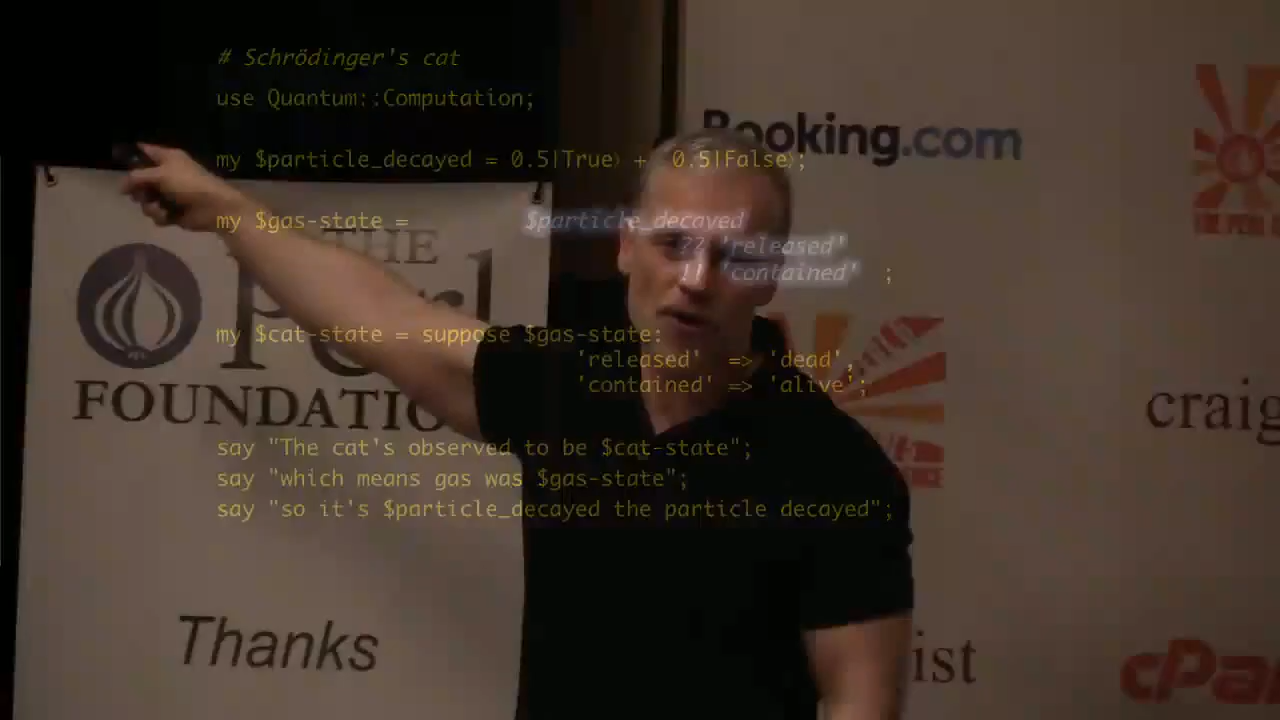 # Schrödinger's cat
use Quantum::Computation;
my $particle_decayed = 0.5|True⟩ + 0.5|False⟩;
my $gas-state = $particle_decayed
?? 'released'
!! 'contained' ;
my $cat-state = suppose $gas-state:
'released' => 'dead',
'contained' => 'alive';
say "The cat's observed to be $cat-state";
say "which means gas was $gas-state";
say "so it's $particle_decayed the particle decayed";
THE
Perl
FOUNDATIO
Thanks
Booking.com
craig
ist
cPa